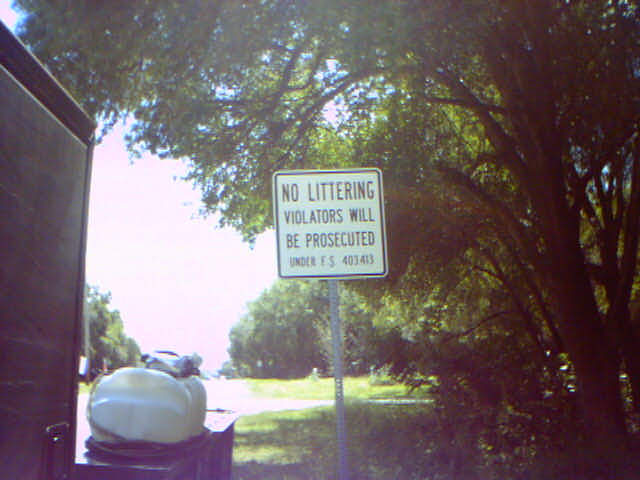 NO LITTERING
VIOLATORS WILL
BE PROSECUTED
UNDER F.S. 403.413